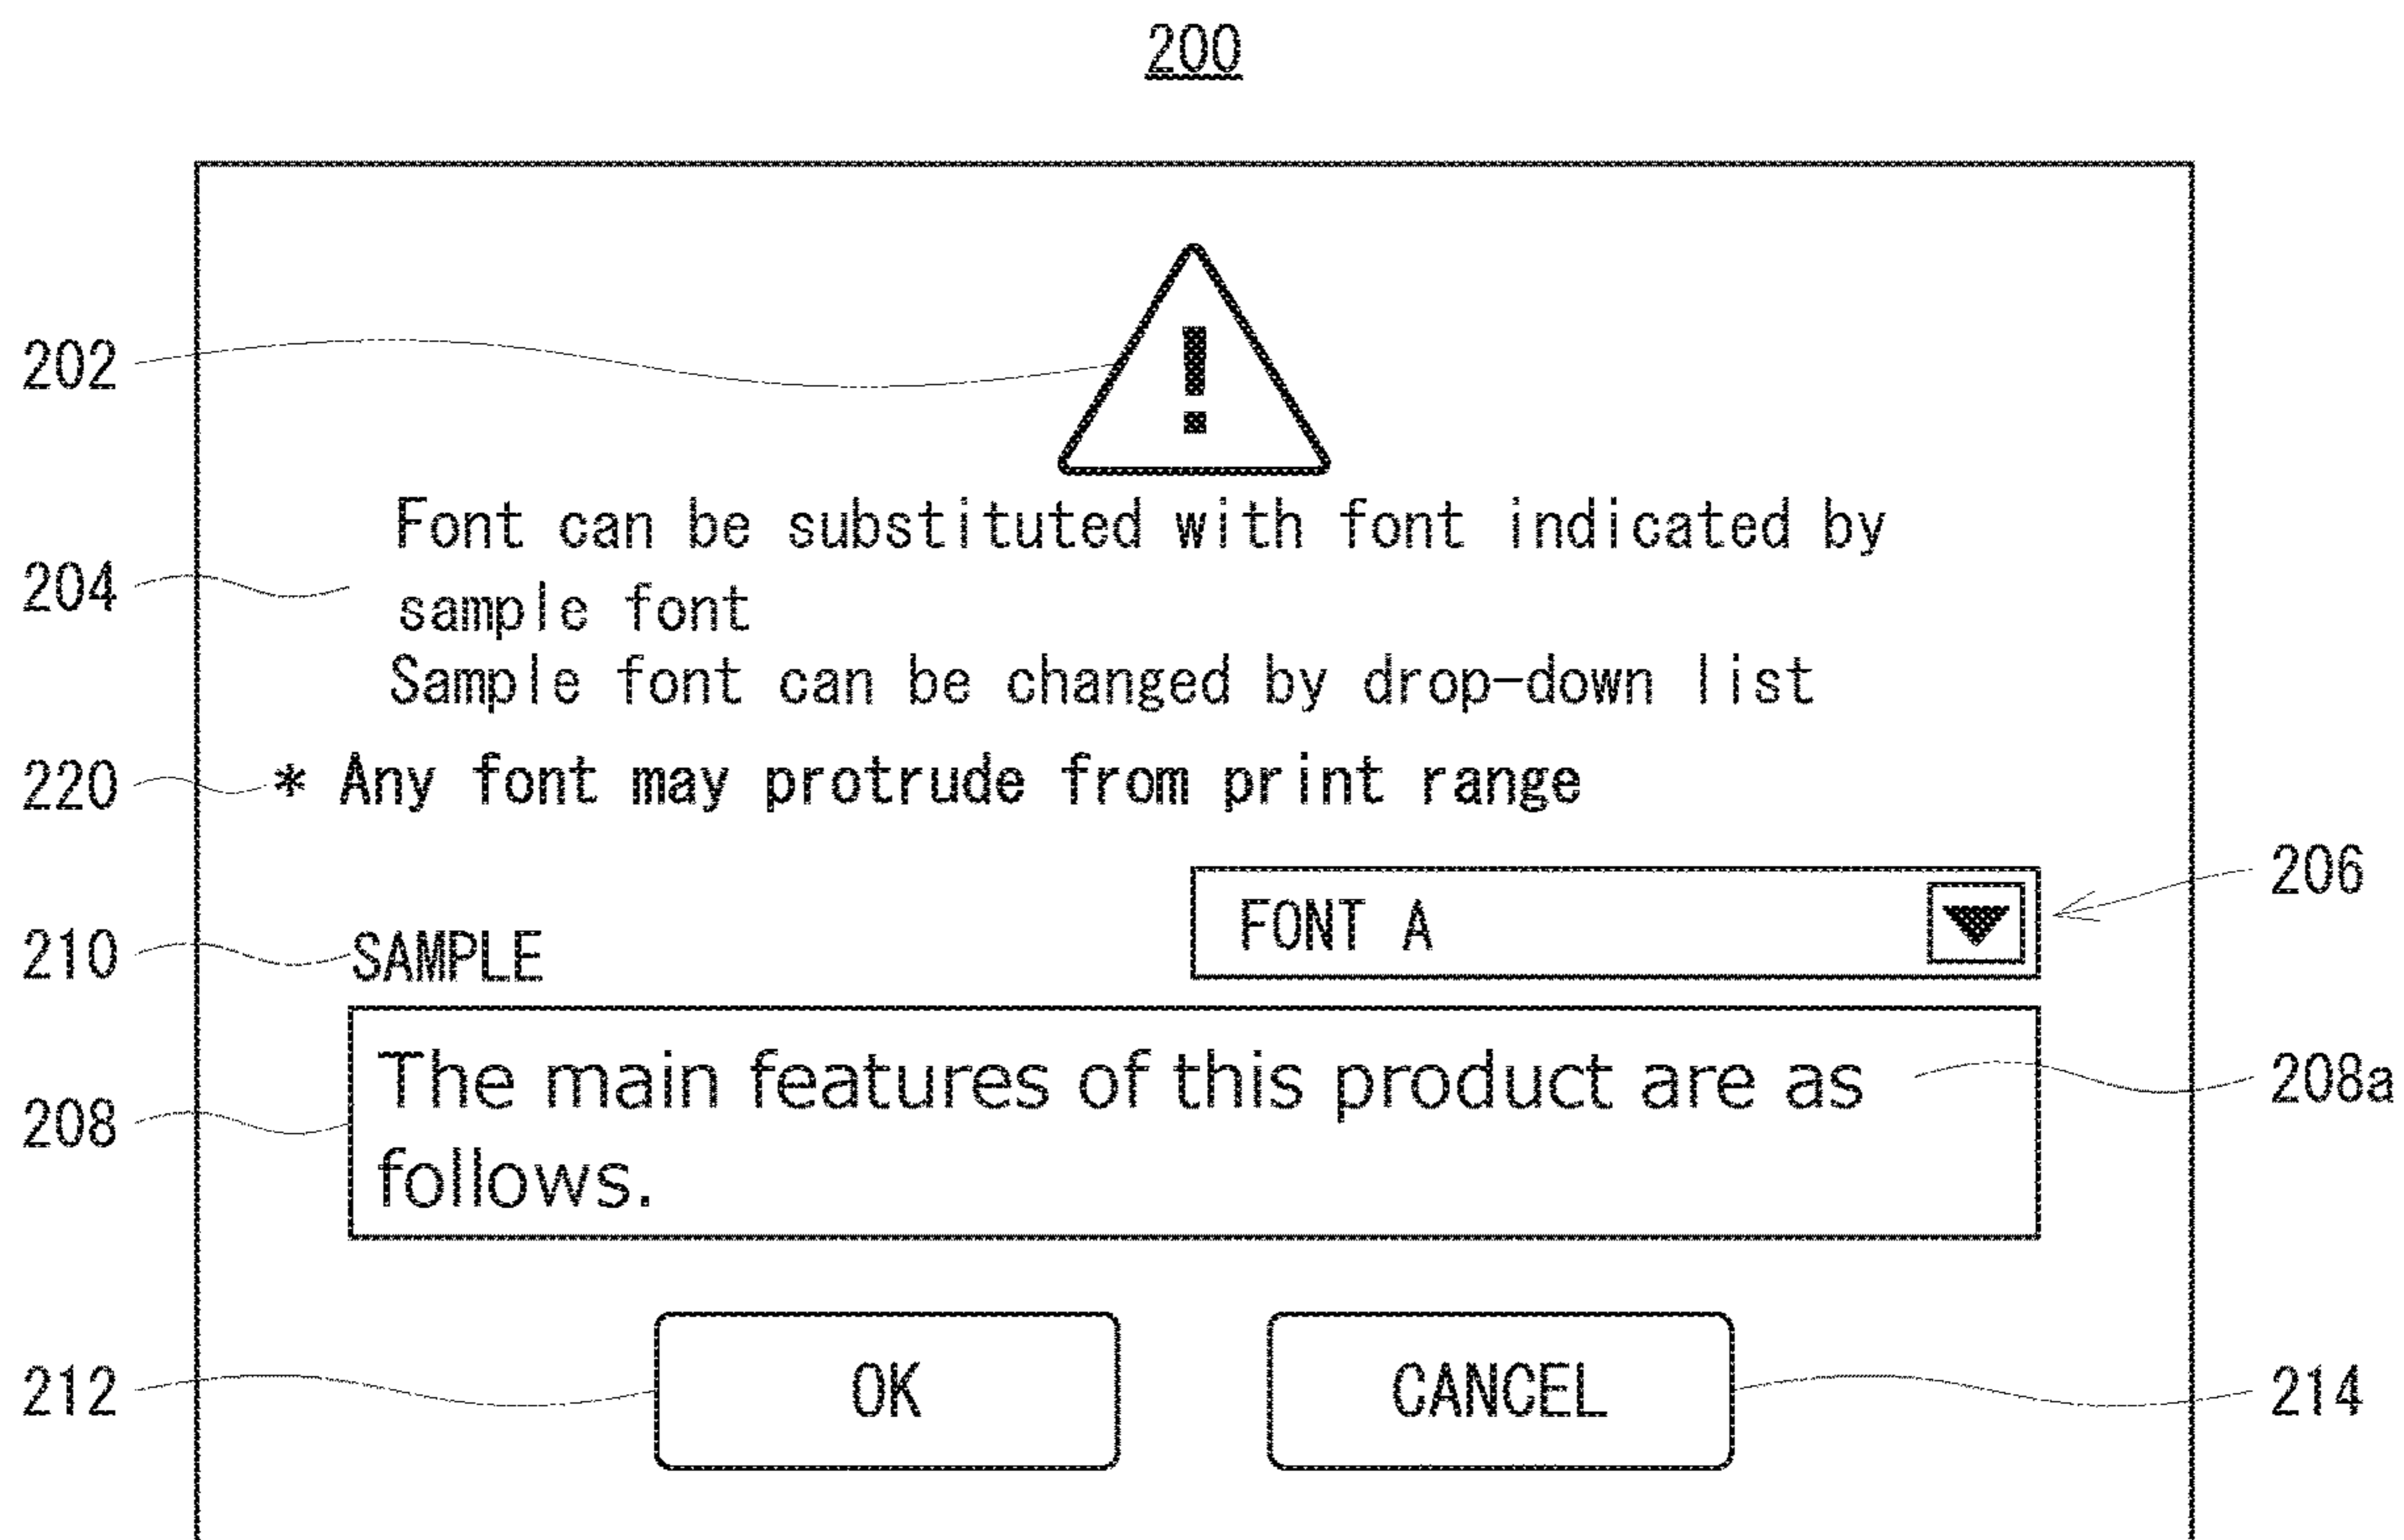 200
202
!
Font can be substituted with font indicated by
204
sample font
Sample font can be changed by drop-down list
220
* Any font may protrude from print range
206
FONT A
210
SAMPLE
The main features of this product are as
208a
208
follows.
212
OK
CANCEL
214